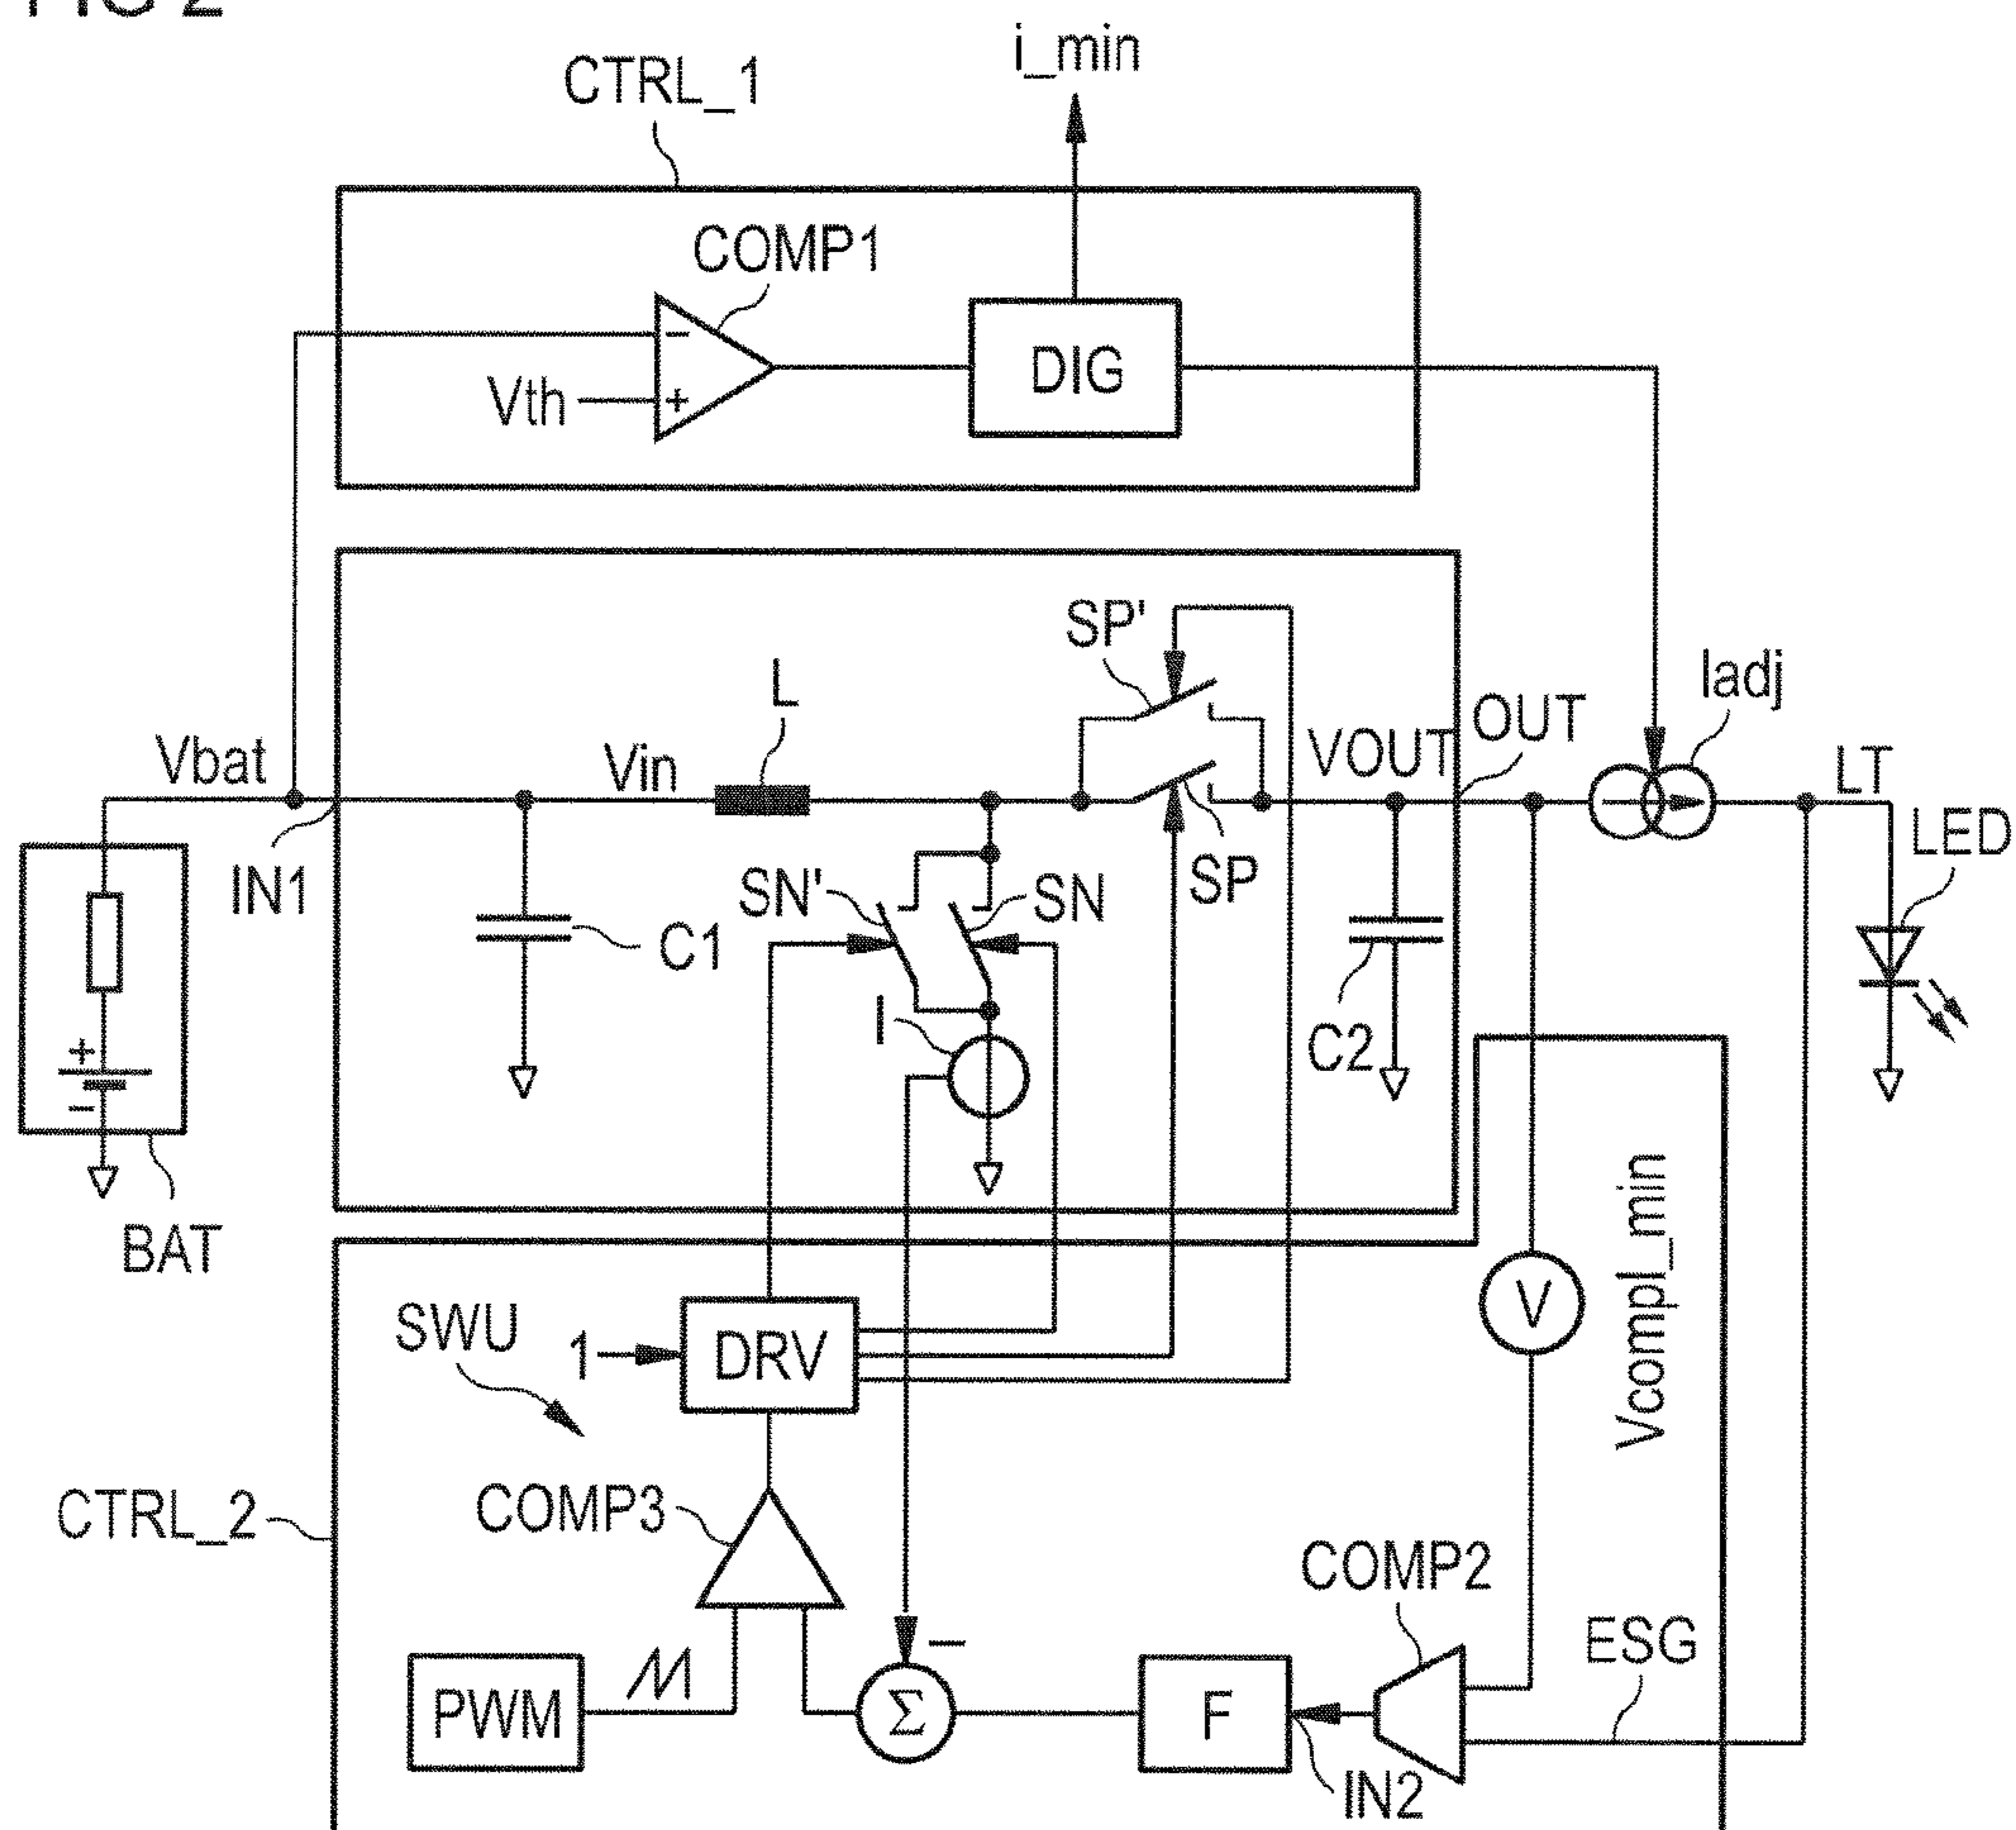 FIG 2
i_min
CTRL_1
COMP1
-
Vth
+
DIG
SP'
Iadj
L
OUT
Vbat
Vin
VOUT
LT
LED
IN1
SN'
SN
SP
C1
I
C2
+
-
BAT
Vcompl_min
V
SWU
1
DRV
CTRL_2
COMP3
COMP2
ESG
-
PWM
Σ
F
IN2